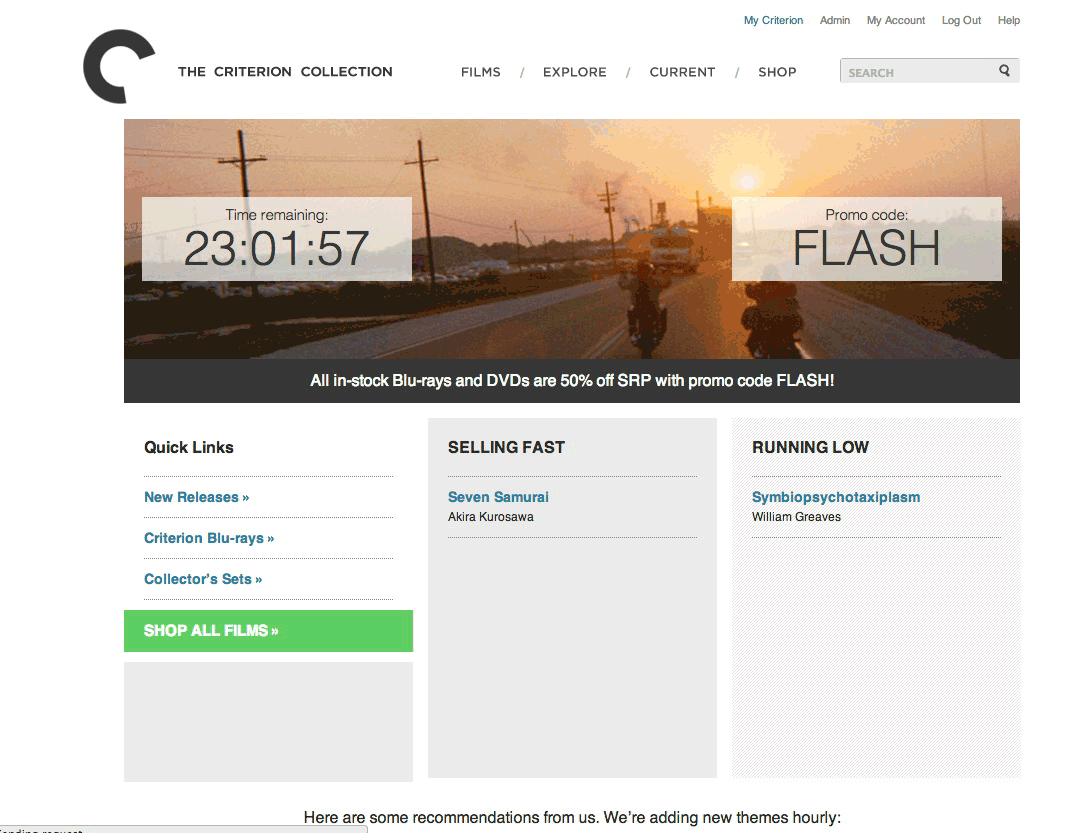 My Criterion Admin My Account Log Out Help
THE CRITERION COLLECTION FILMS / EXPLORE / CURRENT / SHOP SEARCH
Time remaining:
23:01:57
Promo code:
FLASH
All in-stock Blu-rays and DVDs are 50% off SRP with promo code FLASH!
Quick Links
New Releases »
Criterion Blu-rays »
Collector's Sets »
SHOP ALL FILMS »
SELLING FAST
Seven Samurai
Akira Kurosawa
RUNNING LOW
Symbiopsychotaxiplasm
William Greaves
Here are some recommendations from us. We’re adding new themes hourly: